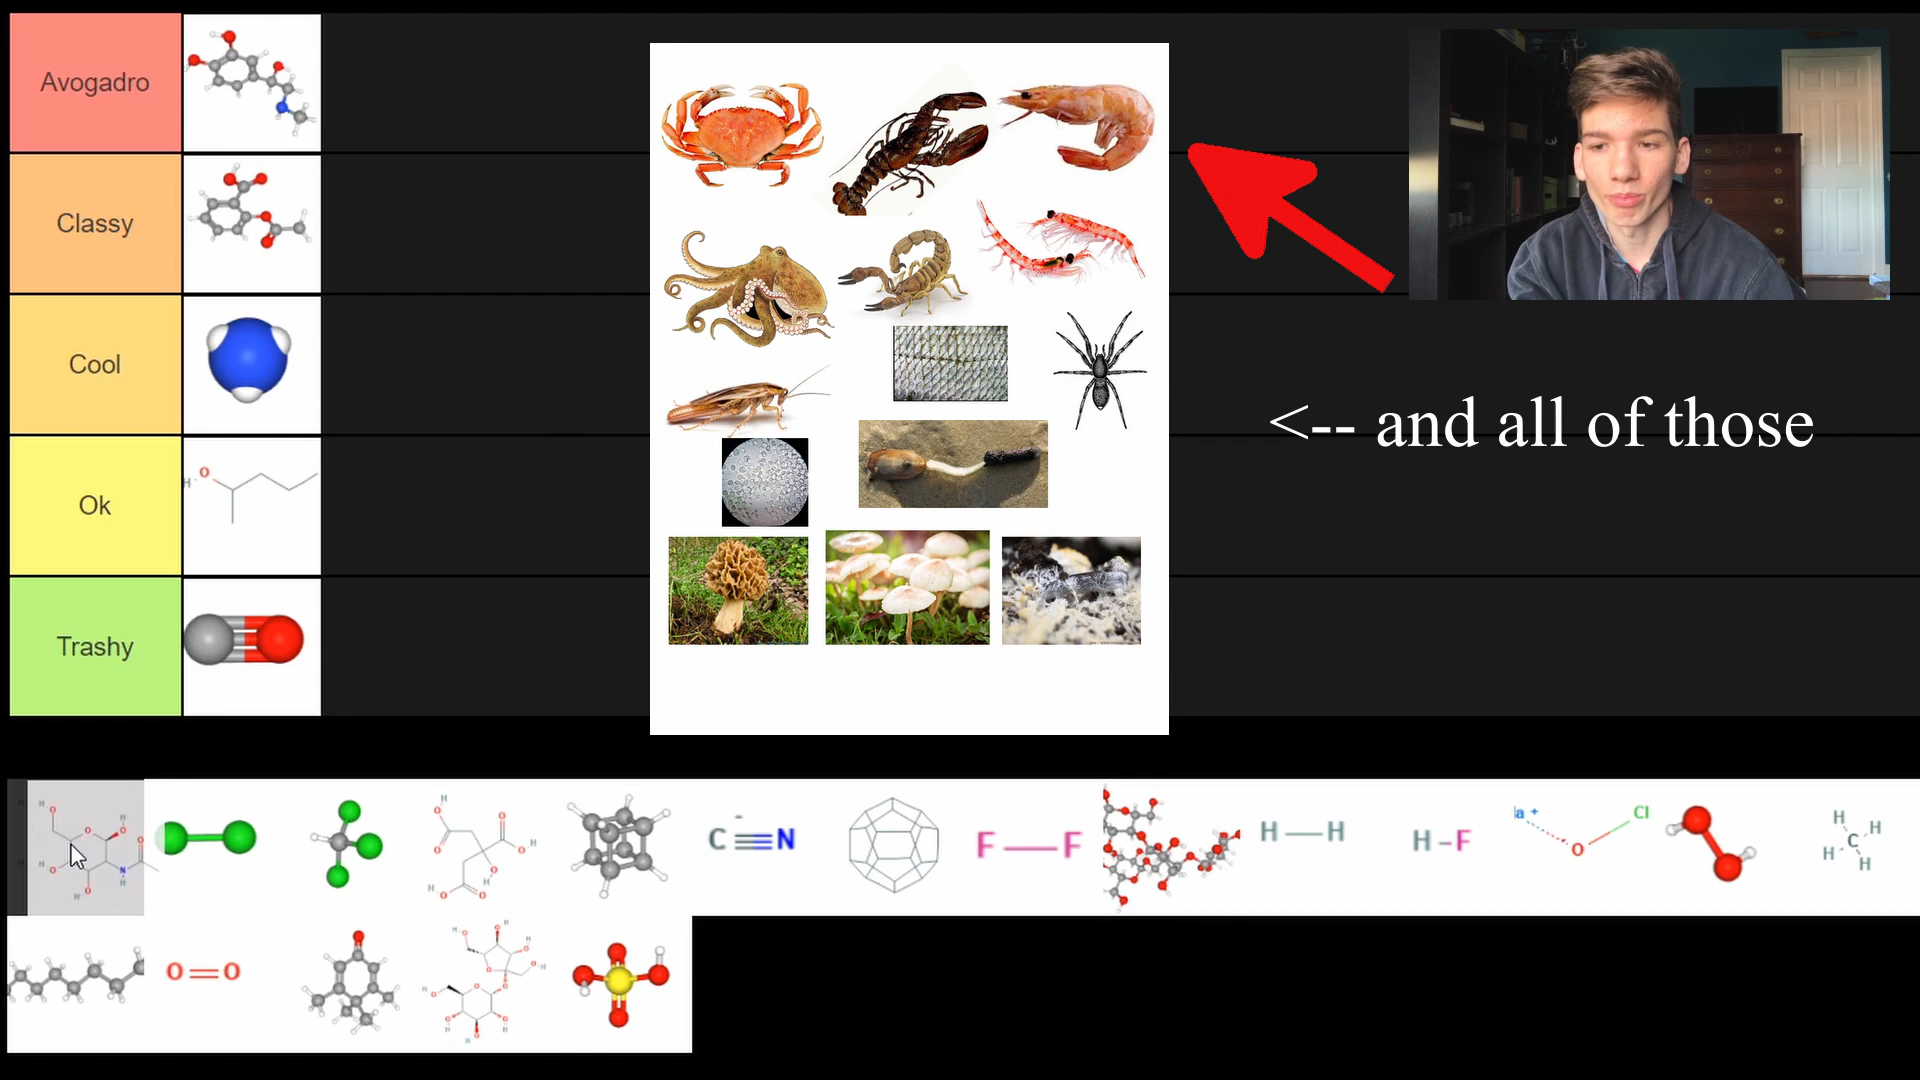 Avogadro
Classy
Cool
Ok
Trashy
<-- and all of those
H O
C≡N
-
F F
H H
H F
Cl
O
H H
C
H H
O O